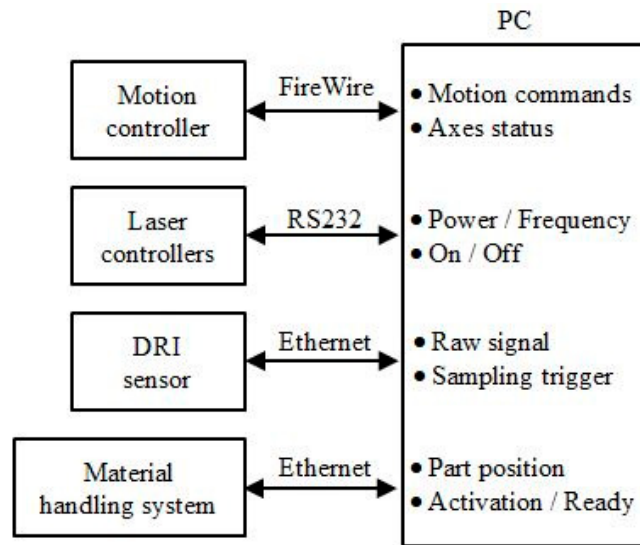 PC
Motion
controller
FireWire
• Motion commands
• Axes status
Laser
controllers
RS232
• Power / Frequency
• On / Off
DRI
sensor
Ethernet
• Raw signal
• Sampling trigger
Material
handling system
Ethernet
• Part position
• Activation / Ready